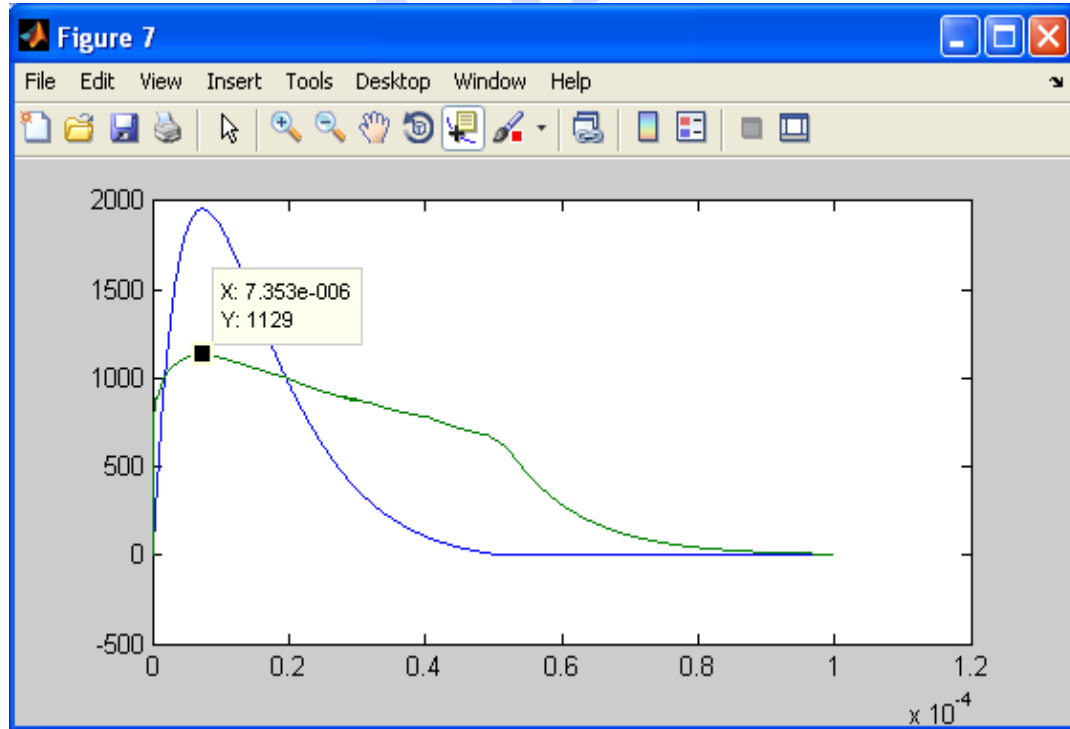 Figure 7
File Edit View Insert Tools Desktop Window Help
2000
1500
1000
500
0
-500
X: 7.353e-006
Y: 1129
0 0.2 0.4 0.6 0.8 1 1.2
x 10^-4